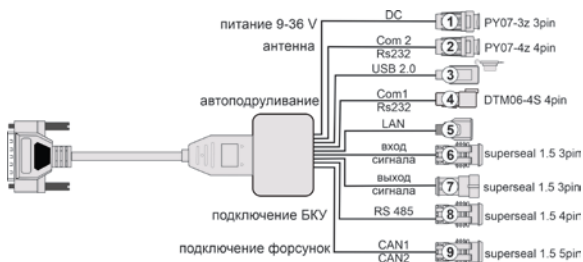 питание 9-36 V DC 1 PY07-3z 3pin
антенна Com 2 Rs232 2 PY07-4z 4pin
USB 2.0 3
автоподруливание Com1 Rs232 4 DTM06-4S 4pin
LAN 5
вход сигнала 6 superseal 1.5 3pin
выход сигнала 7 superseal 1.5 3pin
подключение БКУ RS 485 8 superseal 1.5 4pin
подключение форсунок CAN1 CAN2 9 superseal 1.5 5pin